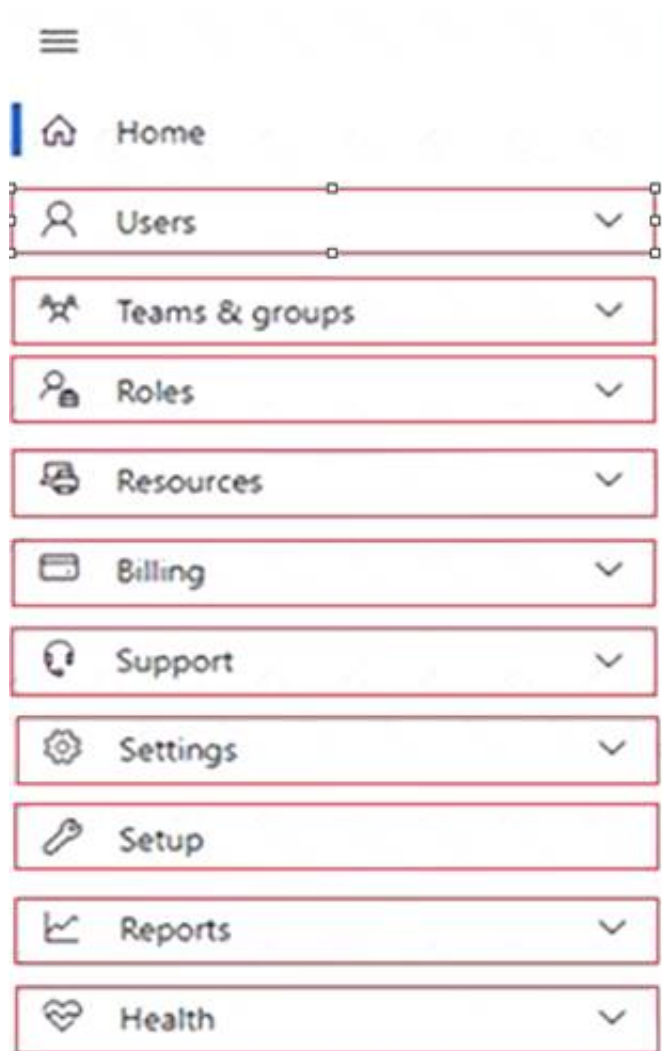 Home
Users
Teams & groups
Roles
Resources
Billing
Support
Settings
Setup
Reports
Health